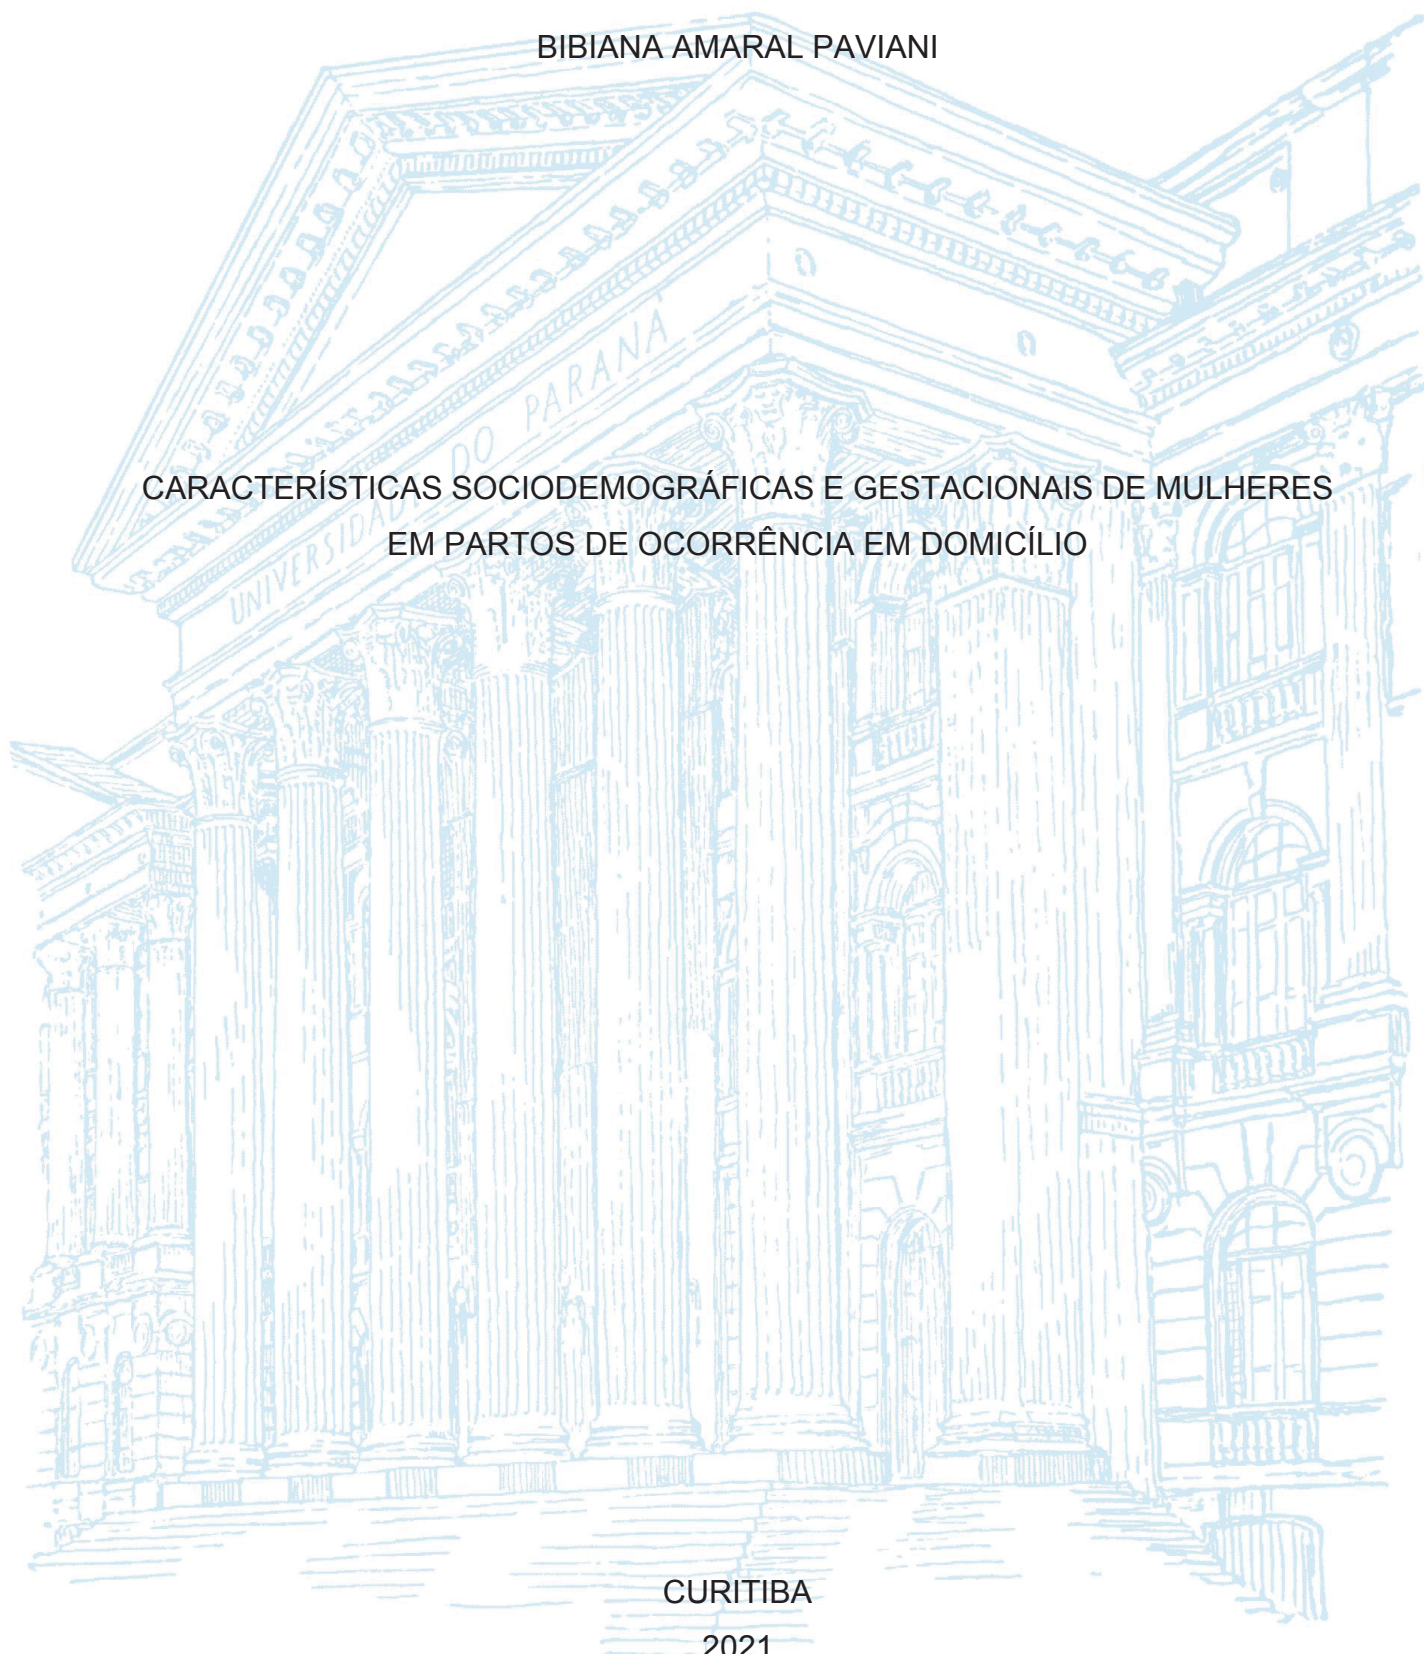 BIBIANA AMARAL PAVIANI
CARACTERÍSTICAS SOCIODEMOGRÁFICAS E GESTACIONAIS DE MULHERES
EM PARTOS DE OCORRÊNCIA EM DOMICÍLIO
UNIVERSIDADE DO PARANÁ
CURITIBA
2021